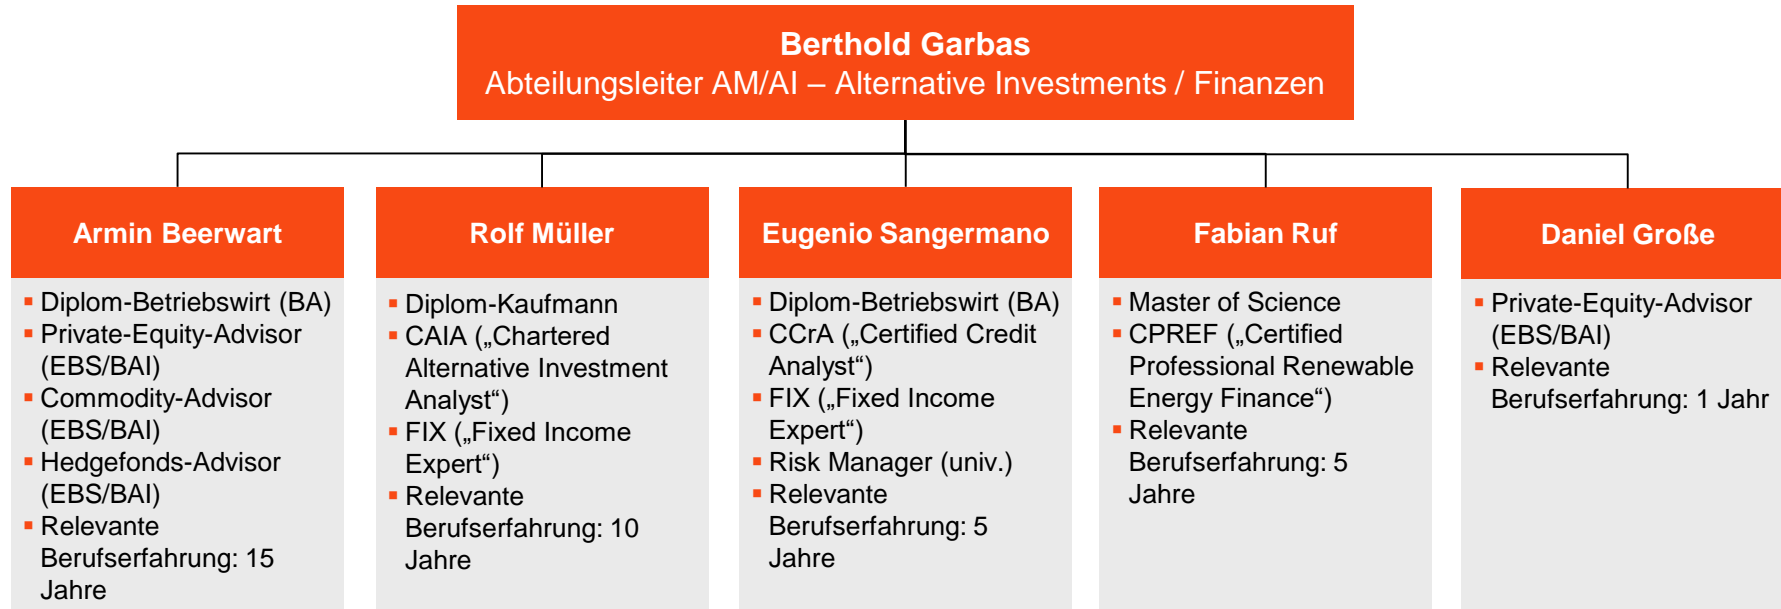 Berthold Garbas
Abteilungsleiter AM/AI – Alternative Investments / Finanzen
Armin Beerwart
▪ Diplom-Betriebswirt (BA)
▪ Private-Equity-Advisor
(EBS/BAI)
▪ Commodity-Advisor
(EBS/BAI)
▪ Hedgefonds-Advisor
(EBS/BAI)
▪ Relevante
Berufserfahrung: 15
Jahre
Rolf Müller
▪ Diplom-Kaufmann
▪ CAIA („Chartered
Alternative Investment
Analyst“)
▪ FIX („Fixed Income
Expert“)
▪ Relevante
Berufserfahrung: 10
Jahre
Eugenio Sangermano
▪ Diplom-Betriebswirt (BA)
▪ CCrA („Certified Credit
Analyst“)
▪ FIX („Fixed Income
Expert“)
▪ Risk Manager (univ.)
▪ Relevante
Berufserfahrung: 5
Jahre
Fabian Ruf
▪ Master of Science
▪ CPREF („Certified
Professional Renewable
Energy Finance“)
▪ Relevante
Berufserfahrung: 5
Jahre
Daniel Große
▪ Private-Equity-Advisor
(EBS/BAI)
▪ Relevante
Berufserfahrung: 1 Jahr